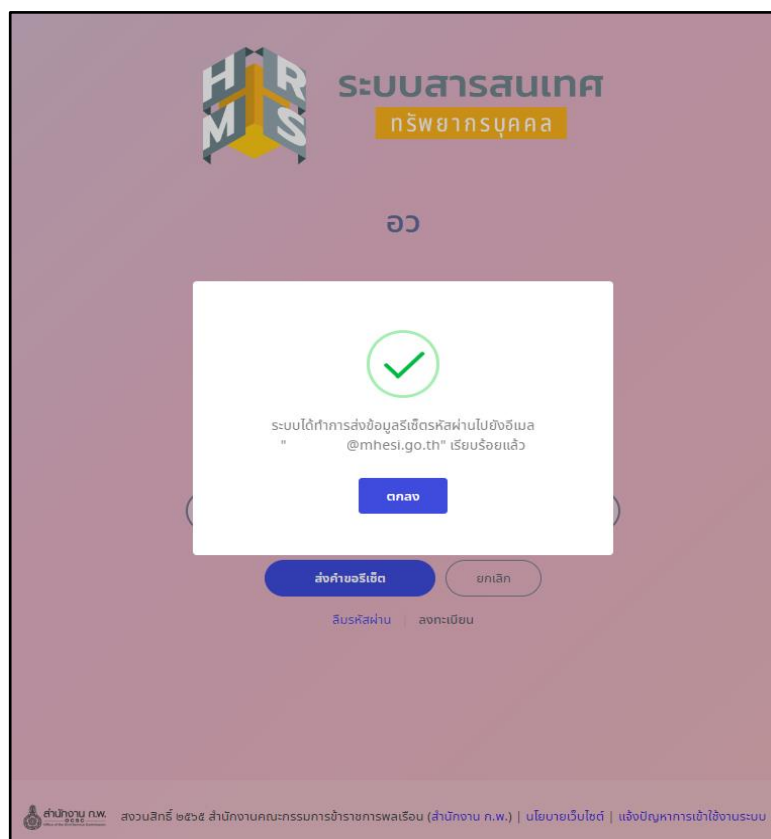 HR
MS
ระบบสารสนเทศ
ทรัพยากรบุคคล
อว
ระบบได้ทำการส่งข้อมูลรีเซ็ตรหัสผ่านไปยังอีเมล
" @mhesi.go.th" เรียบร้อยแล้ว
ตกลง
ส่งคำขอรีเซ็ต ยกเลิก
ลืมรหัสผ่าน | ลงทะเบียน
สำนักงาน ก.พ. สงวนสิทธิ์ ๒๕๖๕ สำนักงานคณะกรรมการข้าราชการพลเรือน (สำนักงาน ก.พ.) | นโยบายเว็บไซต์ | แจ้งปัญหาการเข้าใช้งานระบบ